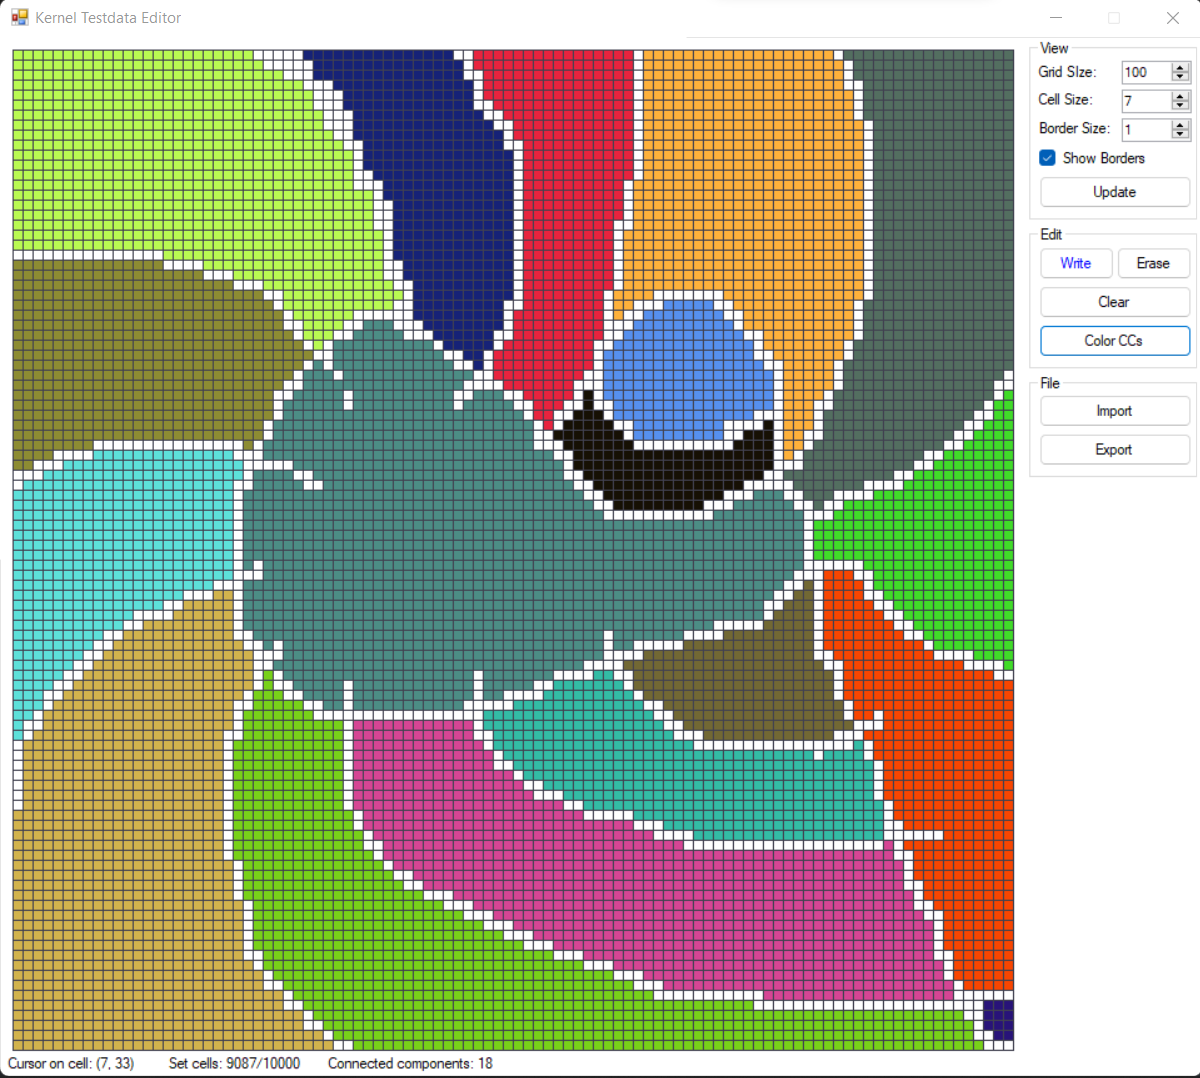 Kernel Testdata Editor
View
Grid SIze: 100
Cell Size: 7
Border Size: 1
Show Borders
Update
Edit
Write Erase
Clear
Color CCs
File
Import
Export
Cursor on cell: (7, 33) Set cells: 9087/10000 Connected components: 18